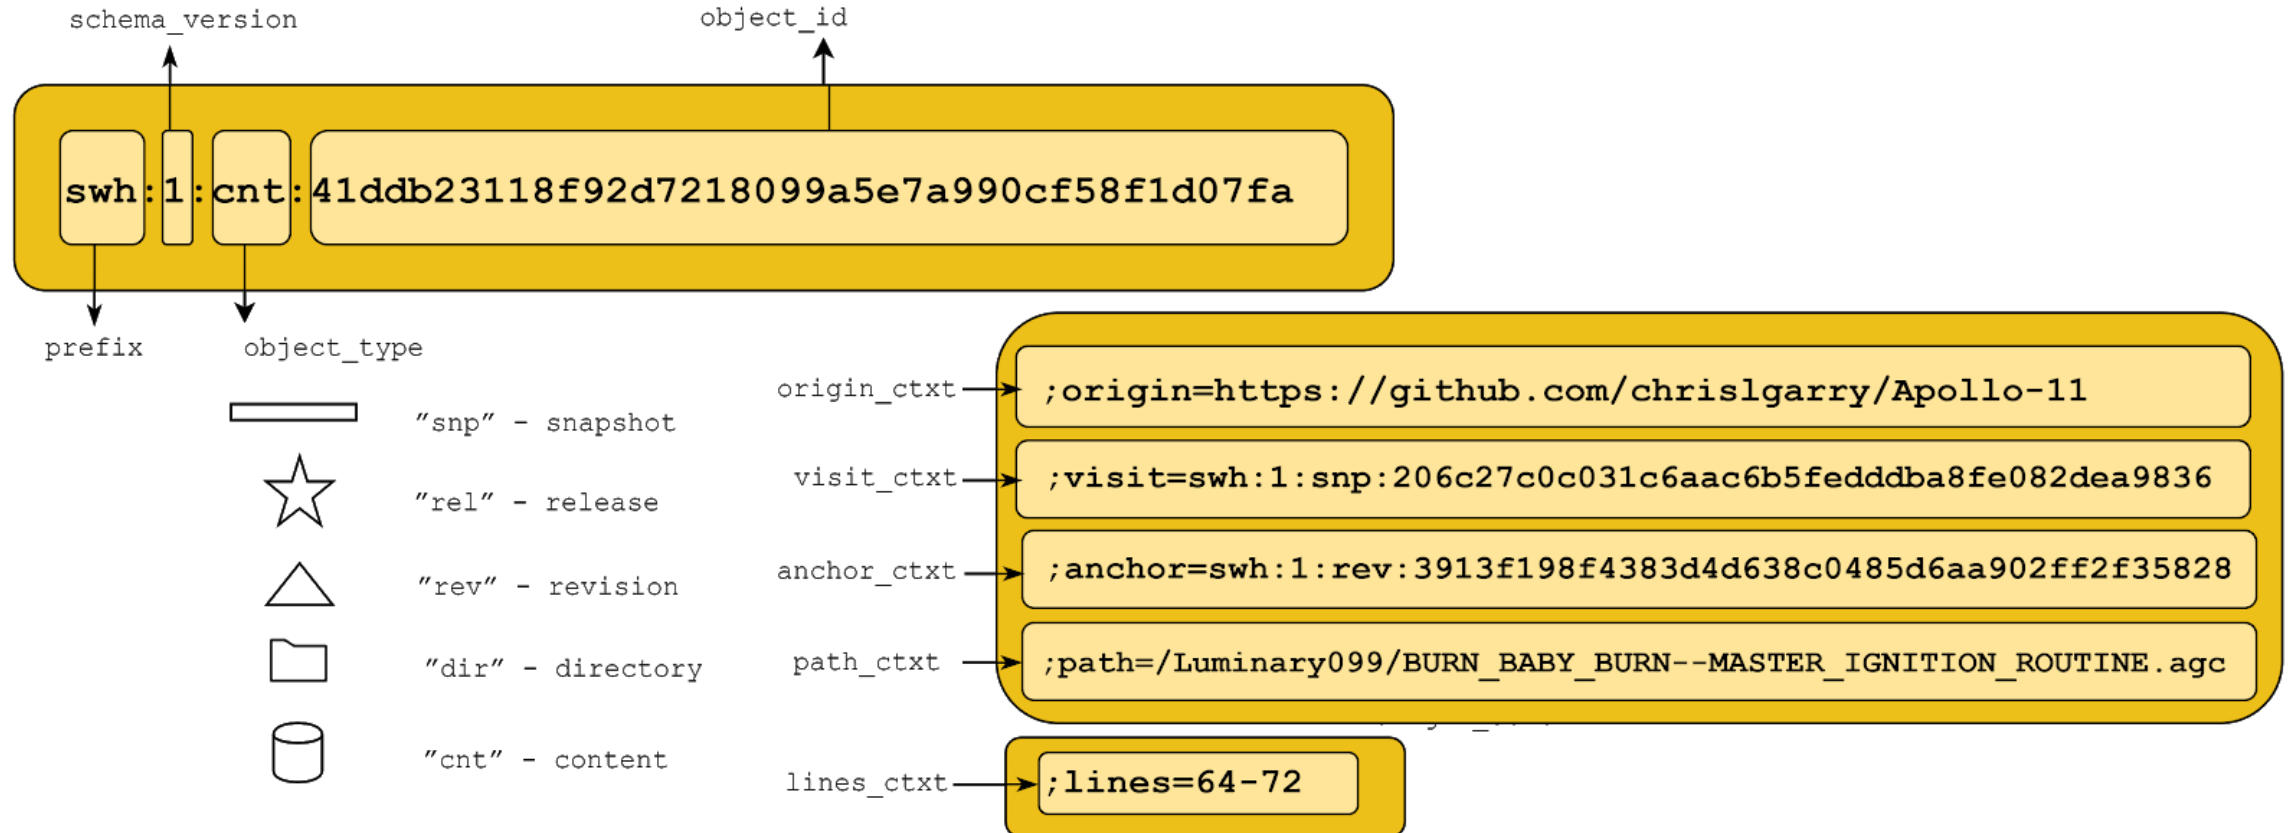 schema_version
object_id
swh:1:cnt:41ddb23118f92d7218099a5e7a990cf58f1d07fa
prefix
object_type
”snp” - snapshot
”rel” - release
”rev” - revision
”dir” - directory
”cnt” - content
origin_ctxt
;origin=https://github.com/chrislgarry/Apollo-11
visit_ctxt
;visit=swh:1:snp:206c27c0c031c6aac6b5fedddba8fe082dea9836
anchor_ctxt
;anchor=swh:1:rev:3913f198f4383d4d638c0485d6aa902ff2f35828
path_ctxt
;path=/Luminary099/BURN_BABY_BURN--MASTER_IGNITION_ROUTINE.agc
lines_ctxt
;lines=64-72